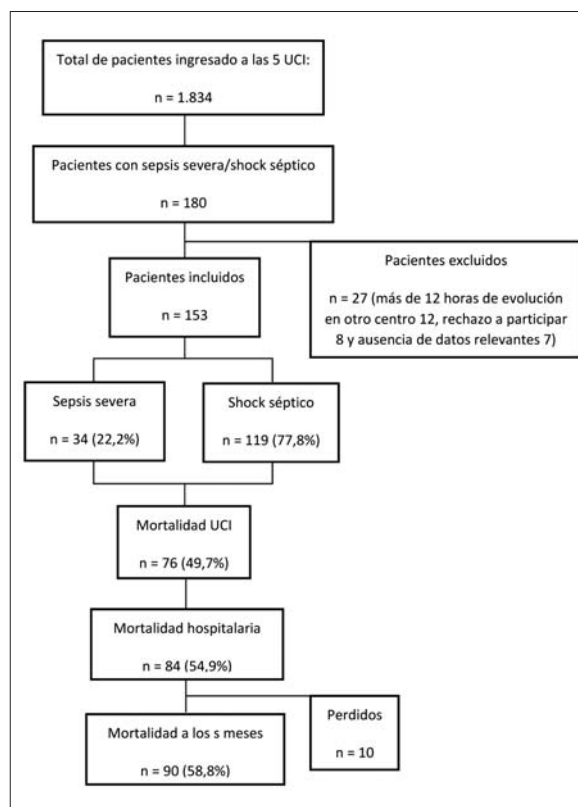 Total de pacientes ingresado a las 5 UCI:
n = 1.834
Pacientes con sepsis severa/shock séptico
n = 180
Pacientes excluidos
n = 27 (más de 12 horas de evolución
en otro centro 12, rechazo a participar
8 y ausencia de datos relevantes 7)
Pacientes incluidos
n = 153
Sepsis severa
n = 34 (22,2%)
Shock séptico
n = 119 (77,8%)
Mortalidad UCI
n = 76 (49,7%)
Mortalidad hospitalaria
n = 84 (54,9%)
Perdidos
n = 10
Mortalidad a los s meses
n = 90 (58,8%)